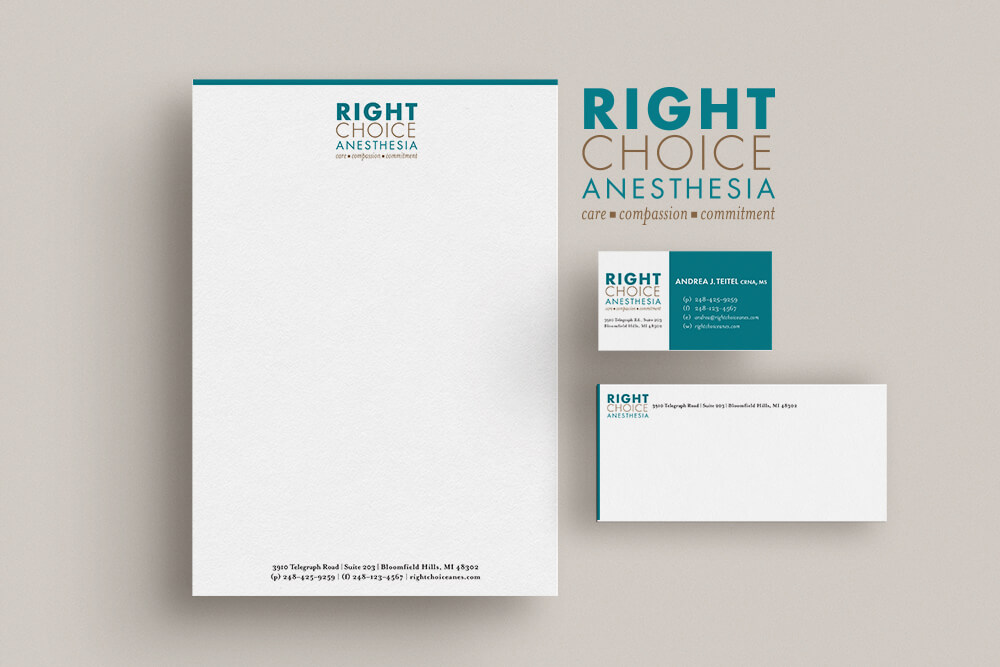 RIGHT
CHOICE
ANESTHESIA
care ■ compassion ■ commitment
3910 Telegraph Road | Suite 203 | Bloomfield Hills, MI 48302
(p) 248-425-9259 | (f) 248-123-4567 | rightchoiceanes.com
RIGHT
CHOICE
ANESTHESIA
care ■ compassion ■ commitment
RIGHT
CHOICE
ANESTHESIA
care ■ compassion ■ commitment
3910 Telegraph Rd., Suite 203
Bloomfield Hills, MI 48302
ANDREA J. TEITEL CRNA, MS
(p) 248-425-9259
(f) 248-123-4567
(e) andrea@rightchoiceanes.com
(w) rightchoiceanes.com
RIGHT
CHOICE
ANESTHESIA
3910 Telegraph Road | Suite 203 | Bloomfield Hills, MI 48302